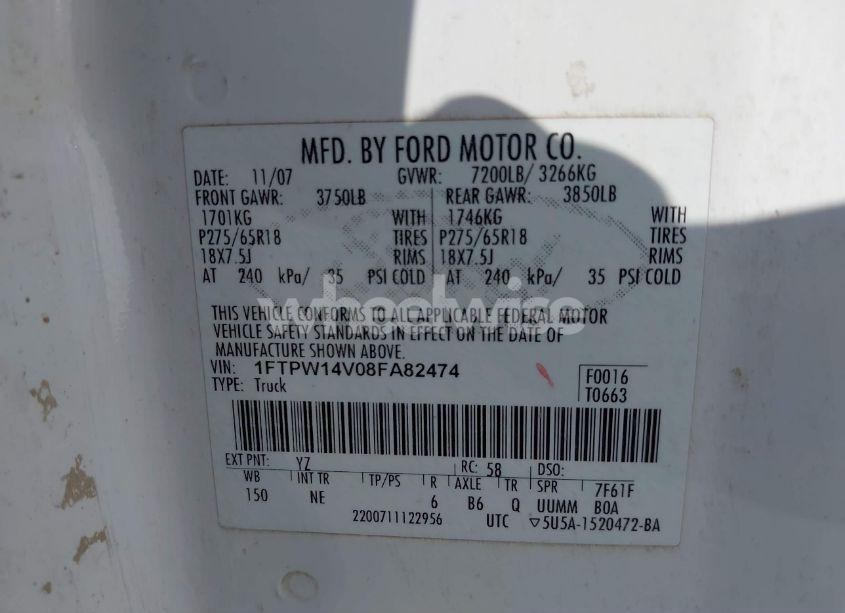 MFD. BY FORD MOTOR CO.
DATE: 11/07 GVWR: 7200LB/ 3266KG
FRONT GAWR: 3750LB REAR GAWR: 3850LB
1701KG WITH 1746KG WITH
P275/65R18 TIRES P275/65R18 TIRES
18X7.5J RIMS 18X7.5J RIMS
AT 240 kPa/ 35 PSI COLD AT 240 kPa/ 35 PSI COLD
wheelwise
THIS VEHICLE CONFORMS TO ALL APPLICABLE FEDERAL MOTOR
VEHICLE SAFETY STANDARDS IN EFFECT ON THE DATE OF
MANUFACTURE SHOWN ABOVE.
VIN: 1FTPW14V08FA82474 F0016
TYPE: Truck T0663
EXT PNT: YZ RC: 58 DSO:
WB INT TR TP/PS R AXLE TR SPR 7F61F
150 NE 6 B6 Q UUMM BOA
2200711122956 UTC ▽5U5A-1520472-BA